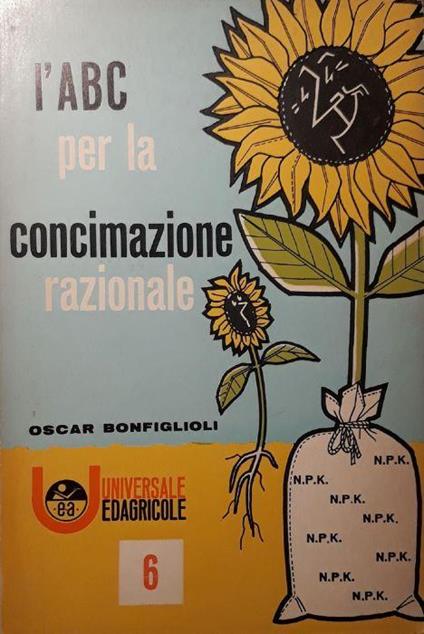 l'ABC
per la
concimazione
razionale
OSCAR BONFIGLIOLI
ea
UNIVERSALE
EDAGRICOLE
6
N.P.K.
N.P.K.
N.P.K.
N.P.K.
N.P.K.
N.P.K.
N.P.K.
N.P.K.